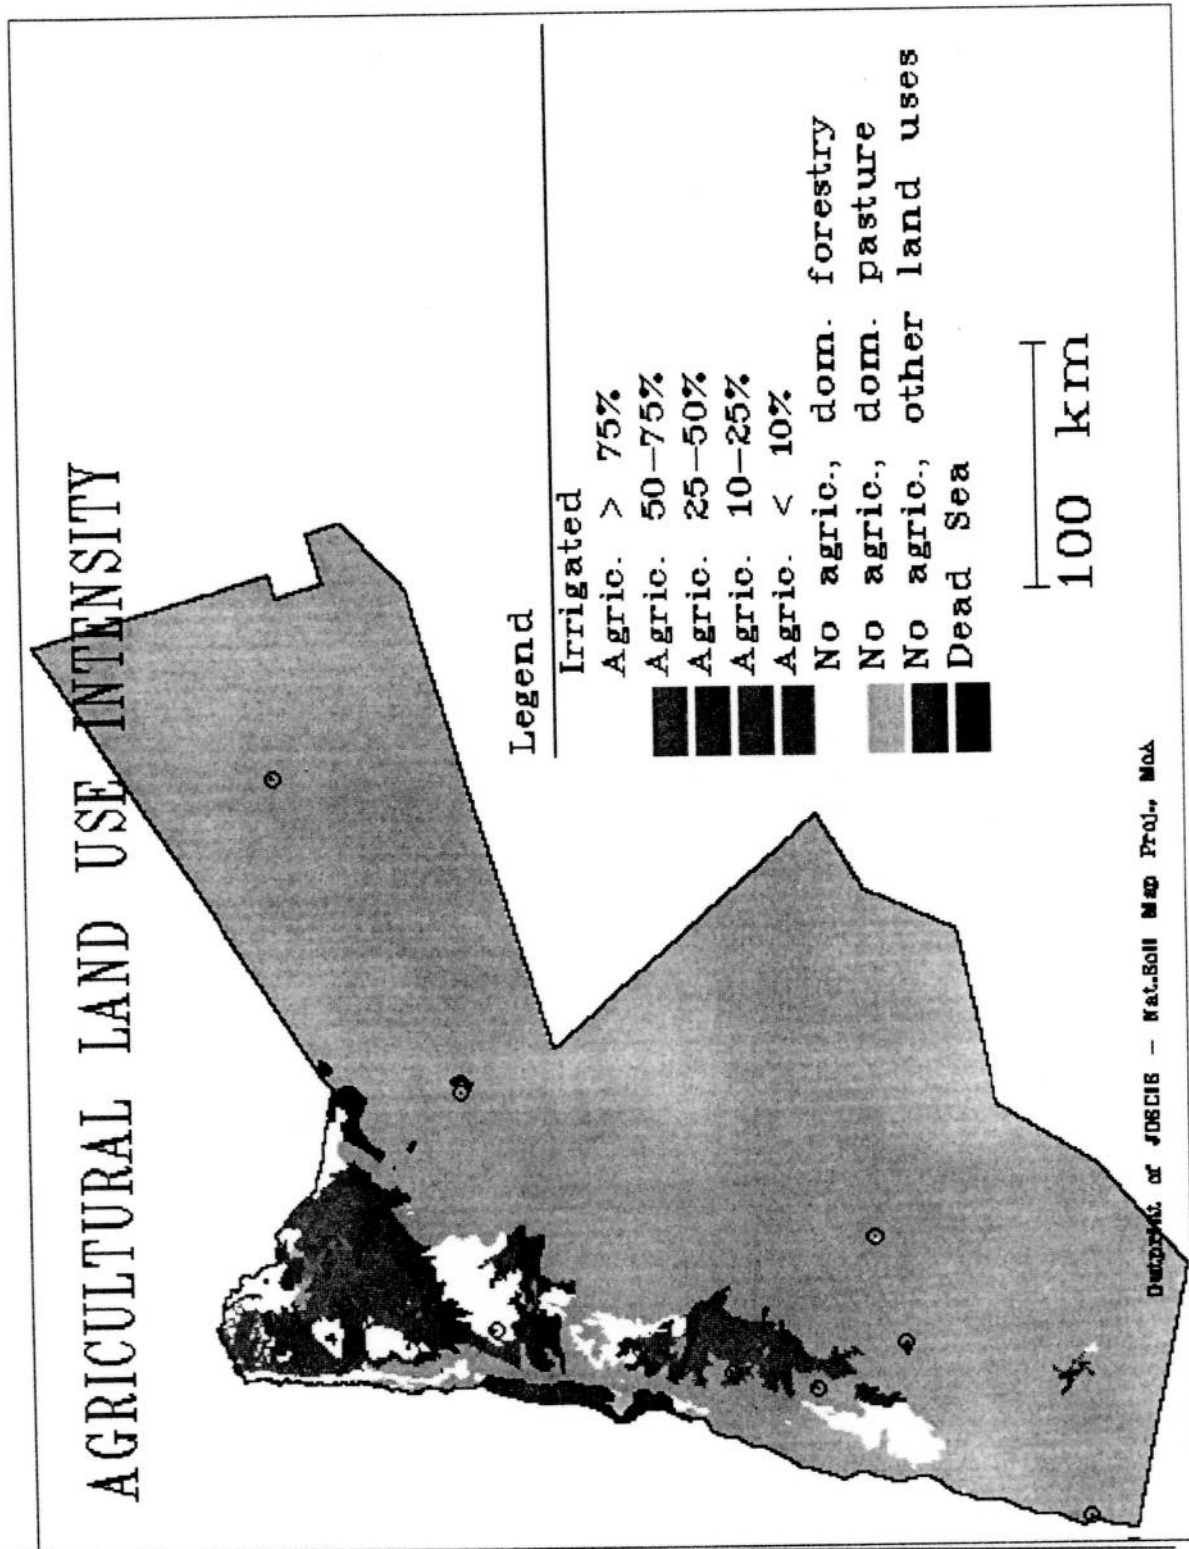 AGRICULTURAL LAND USE INTENSITY
Legend
Irrigated
Agric. > 75%
Agric. 50-75%
Agric. 25-50%
Agric. 10-25%
Agric. < 10%
No agric., dom. forestry
No agric., dom. pasture
No agric., other land uses
Dead Sea
100 km
of - Nat.Soil Map Proj., MoA